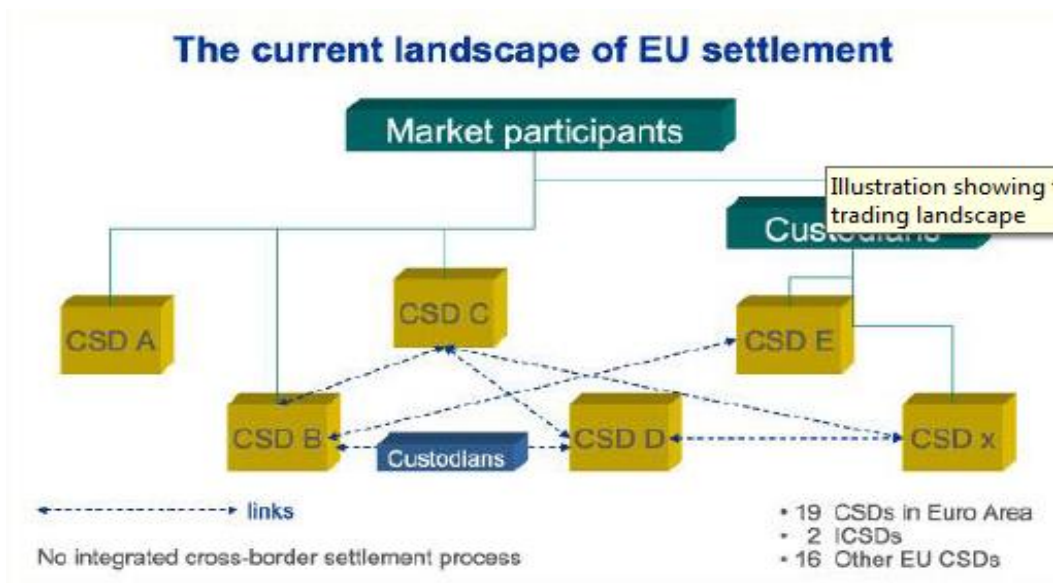 The current landscape of EU settlement
Market participants
Illustration showing
trading landscape
Custodians
CSD A
CSD C
CSD E
CSD B
Custodians
CSD D
CSD x
links
No integrated cross-border settlement process
• 19 CSDs in Euro Area
• 2 ICSDs
• 16 Other EU CSDs